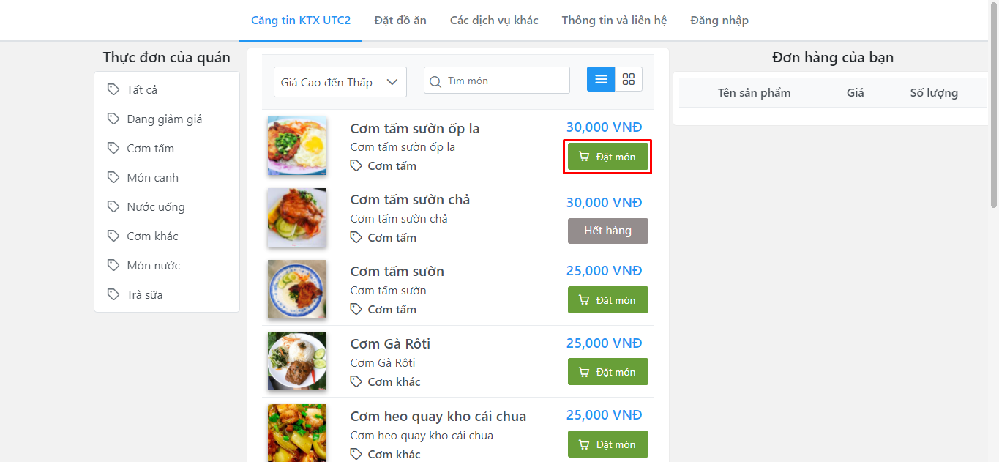 Căng tin KTX UTC2 Đặt đồ ăn Các dịch vụ khác Thông tin và liên hệ Đăng nhập
Thực đơn của quán
Tất cả
Đang giảm giá
Cơm tấm
Món canh
Nước uống
Cơm khác
Món nước
Trà sữa
Giá Cao đến Thấp
Tìm món
Cơm tấm sườn ốp la
Cơm tấm sườn ốp la
Cơm tấm
30,000 VNĐ
Đặt món
Cơm tấm sườn chả
Cơm tấm sườn chả
Cơm tấm
30,000 VNĐ
Hết hàng
Cơm tấm sườn
Cơm tấm sườn
Cơm tấm
25,000 VNĐ
Đặt món
Cơm Gà Rôti
Cơm Gà Rôti
Cơm khác
25,000 VNĐ
Đặt món
Cơm heo quay kho cải chua
Cơm heo quay kho cải chua
Cơm khác
25,000 VNĐ
Đặt món
Đơn hàng của bạn
Tên sản phẩm Giá Số lượng